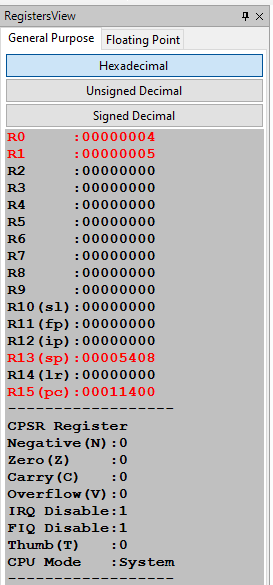 RegistersView
General Purpose Floating Point
Hexadecimal
Unsigned Decimal
Signed Decimal
R0 :00000004
R1 :00000005
R2 :00000000
R3 :00000000
R4 :00000000
R5 :00000000
R6 :00000000
R7 :00000000
R8 :00000000
R9 :00000000
R10(sl):00000000
R11(fp):00000000
R12(ip):00000000
R13(sp):00005408
R14(lr):00000000
R15(pc):00011400
------------------
CPSR Register
Negative(N):0
Zero(Z) :0
Carry(C) :0
Overflow(V):0
IRQ Disable:1
FIQ Disable:1
Thumb(T) :0
CPU Mode :System
------------------